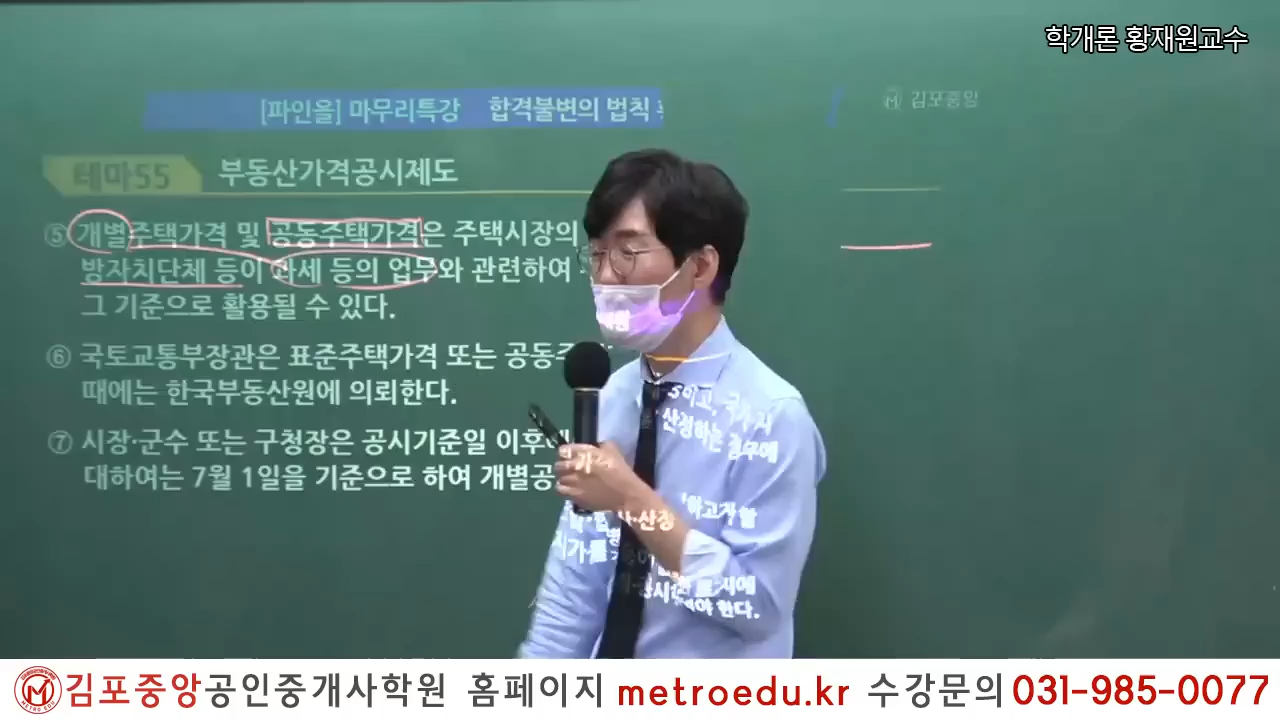 학개론 황재원교수
[파인을] 마무리특강 합격불변의 법칙
김포중앙
테마55 부동산가격공시제도
⑤ 개별주택가격 및 공동주택가격은 주택시장의
방자치단체 등이 과세 등의 업무와 관련하여
그 기준으로 활용될 수 있다.
⑥ 국토교통부장관은 표준주택가격 또는
때에는 한국부동산원에 의뢰한다.
⑦ 시장·군수 또는 구청장은 공시기준일 이후에
대하여는 7월 1일을 기준으로 하여
산정하는 경우에
김포중앙공인중개사학원 홈페이지 metroedu.kr 수강문의 031-985-0077